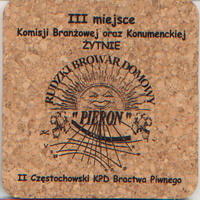 III miejsce
Komisji Branżowej oraz Konumenckiej
ŻYTNIE
RUDZKI BROWAR DOMOWY
"PIERON"
II Częstochowski KPD Bractwa Piwnego